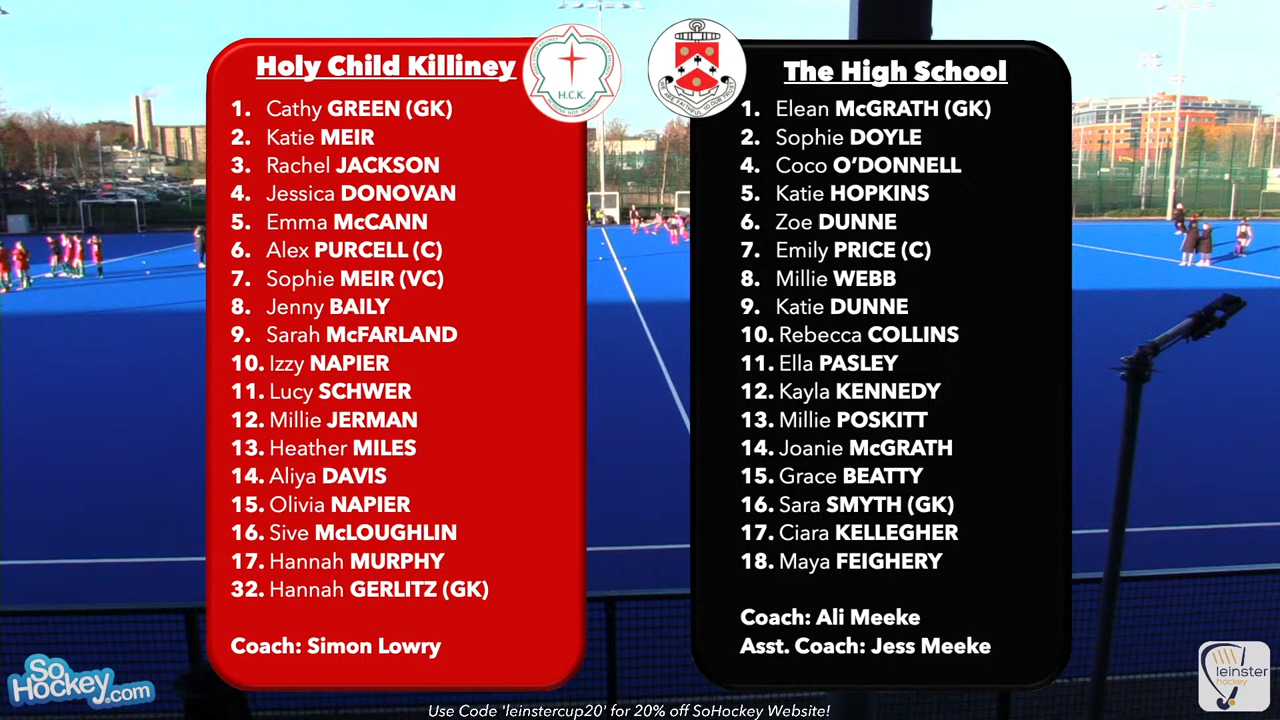 Holy Child Killiney
H.C.K.
1. Cathy GREEN (GK)
2. Katie MEIR
3. Rachel JACKSON
4. Jessica DONOVAN
5. Emma McCANN
6. Alex PURCELL (C)
7. Sophie MEIR (VC)
8. Jenny BAILY
9. Sarah McFARLAND
10. Izzy NAPIER
11. Lucy SCHWER
12. Millie JERMAN
13. Heather MILES
14. Aliya DAVIS
15. Olivia NAPIER
16. Sive McLOUGHLIN
17. Hannah MURPHY
32. Hannah GERLITZ (GK)
Coach: Simon Lowry
The High School
1. Elean McGRATH (GK)
2. Sophie DOYLE
4. Coco O’DONNELL
5. Katie HOPKINS
6. Zoe DUNNE
7. Emily PRICE (C)
8. Millie WEBB
9. Katie DUNNE
10. Rebecca COLLINS
11. Ella PASLEY
12. Kayla KENNEDY
13. Millie POSKITT
14. Joanie McGRATH
15. Grace BEATTY
16. Sara SMYTH (GK)
17. Ciara KELLEGHER
18. Maya FEIGHERY
Coach: Ali Meeke
Asst. Coach: Jess Meeke
So
Hockey.com
leinster
hockey
Use Code 'leinstercup20' for 20% off SoHockey Website!